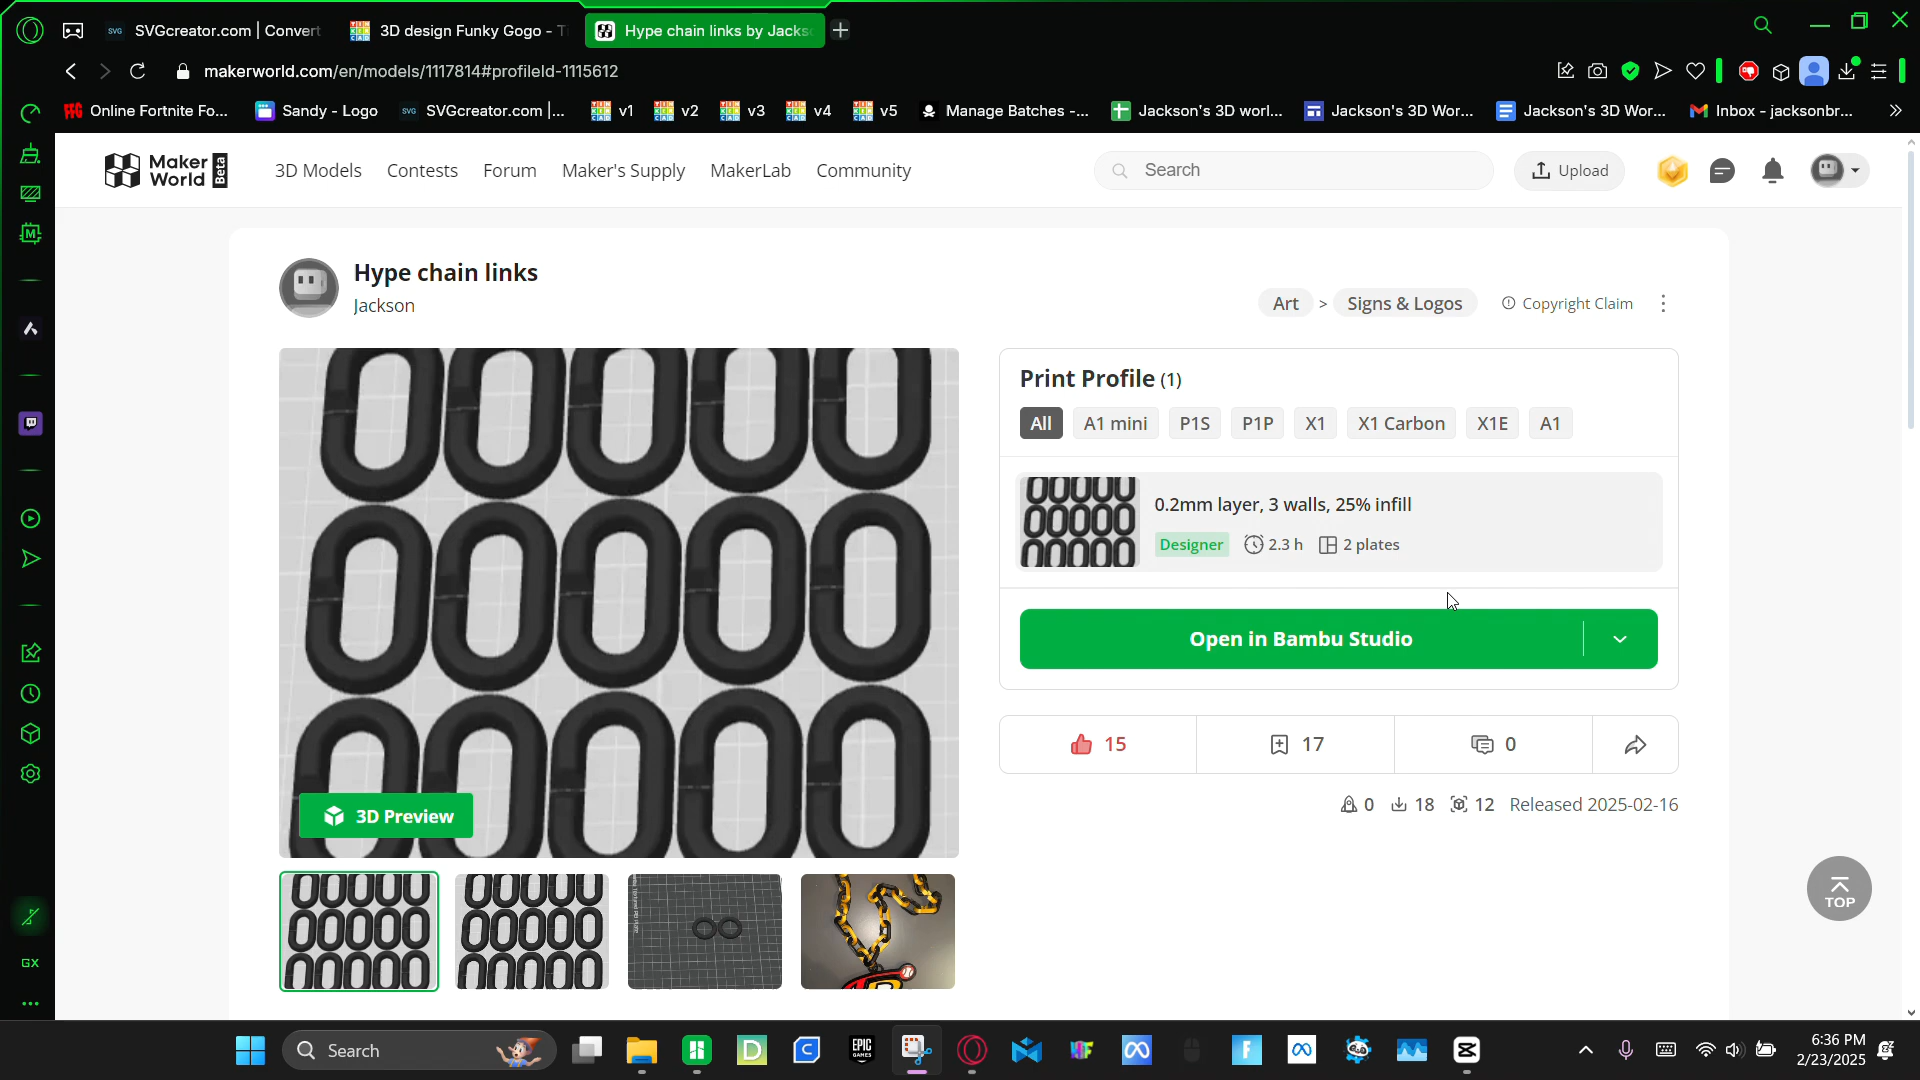 SVG SVGcreator.com | Convert
3D design Funky Gogo - T
Hype chain links by Jacks
makerworld.com/en/models/1117814#profileId-1115612
Online Fortnite Fo...
Sandy - Logo
SVG SVGcreator.com |...
v1
v2
v3
v4
v5
Manage Batches -...
Jackson's 3D worl...
Jackson's 3D Wor...
Jackson's 3D Wor...
Inbox - jacksonbr...
Maker World Beta
3D Models
Contests
Forum
Maker's Supply
MakerLab
Community
Search
Upload
Hype chain links
Jackson
Art > Signs & Logos
Copyright Claim
3D Preview
Print Profile (1)
All
A1 mini
P1S
P1P
X1
X1 Carbon
X1E
A1
0.2mm layer, 3 walls, 25% infill
Designer 2.3 h 2 plates
Open in Bambu Studio
15
17
0
0 18 12 Released 2025-02-16
TOP
GX
Search
EPIC GAMES
6:36 PM
2/23/2025